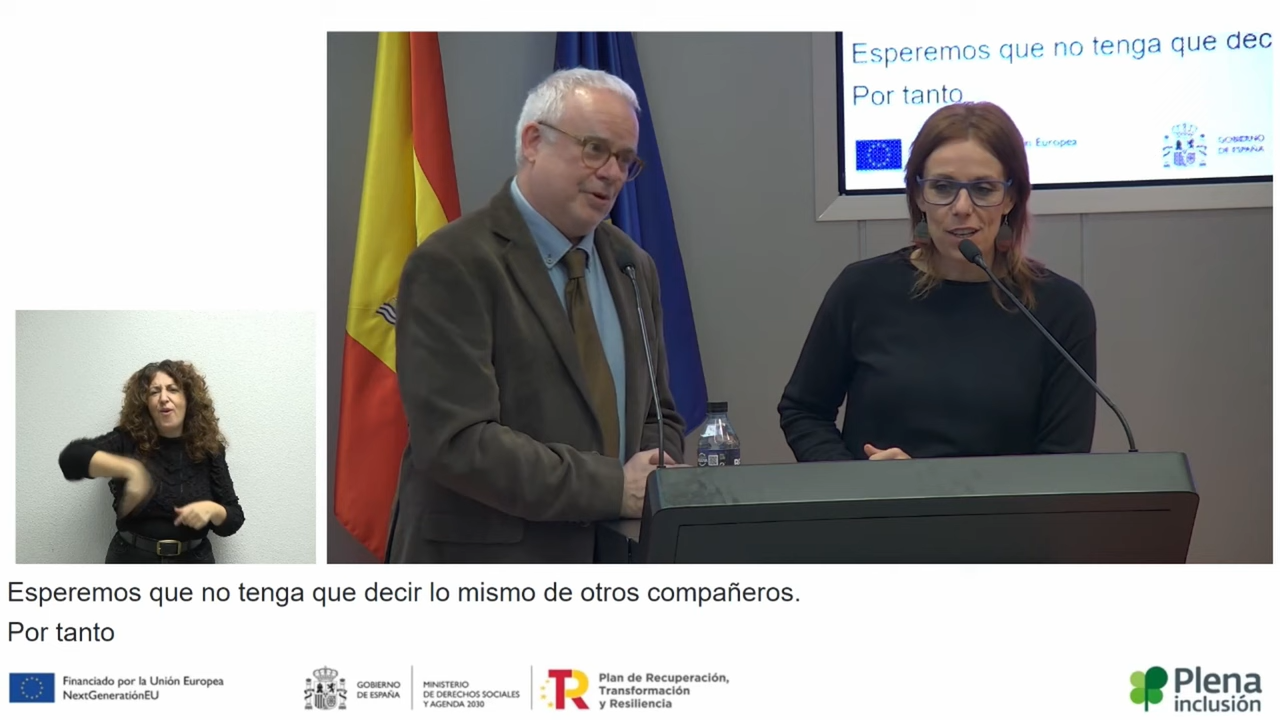 Esperemos que no tenga que dec
Por tanto
n Europea
GOBIERNO
DE ESPAÑA
Esperemos que no tenga que decir lo mismo de otros compañeros.
Por tanto
Financiado por la Unión Europea
NextGenerationEU
GOBIERNO
DE ESPAÑA
MINISTERIO
DE DERECHOS SOCIALES
Y AGENDA 2030
TR
Plan de Recuperación,
Transformación
y Resiliencia
Plena
inclusión